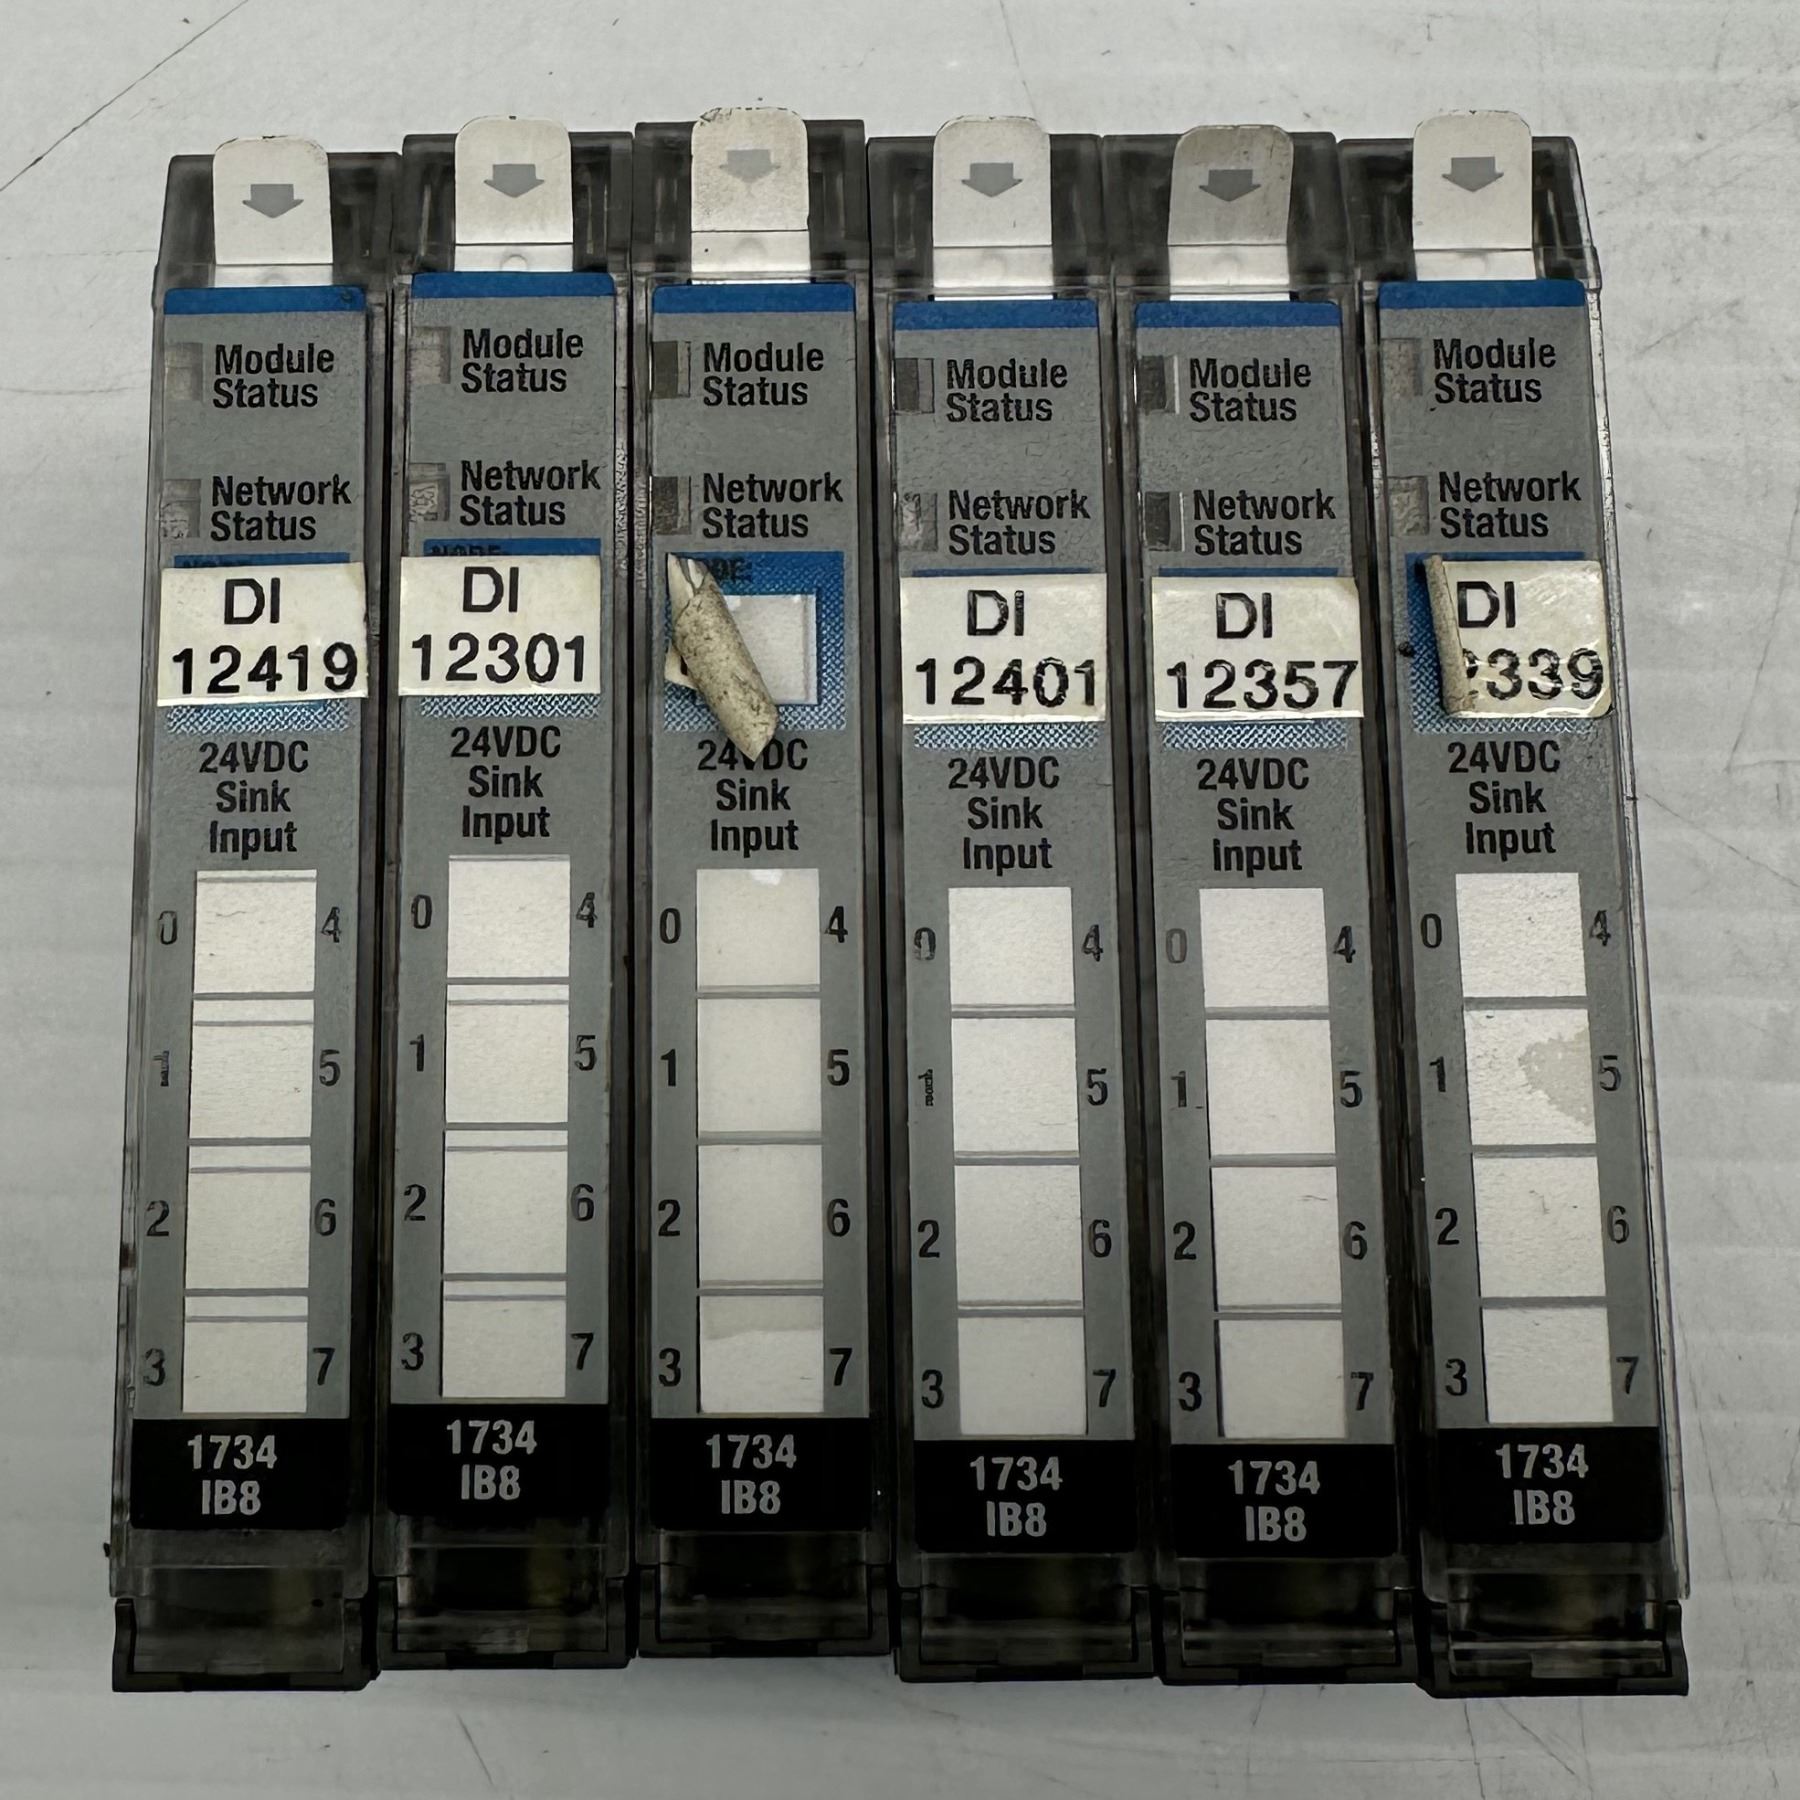 Module
Status
Network
Status
DI
12419
24VDC
Sink
Input
0 4
1 5
2 6
3 7
1734
IB8
Module
Status
Network
Status
NODE:
DI
12301
24VDC
Sink
Input
0 4
1 5
2 6
3 7
1734
IB8
Module
Status
Network
Status
24VDC
Sink
Input
0 4
1 5
2 6
3 7
1734
IB8
Module
Status
Network
Status
DI
12401
24VDC
Sink
Input
0 4
1 5
2 6
3 7
1734
IB8
Module
Status
Network
Status
DI
12357
24VDC
Sink
Input
0 4
1 5
2 6
3 7
1734
IB8
Module
Status
Network
Status
DI
24VDC
Sink
Input
0 4
1 5
2 6
3 7
1734
IB8